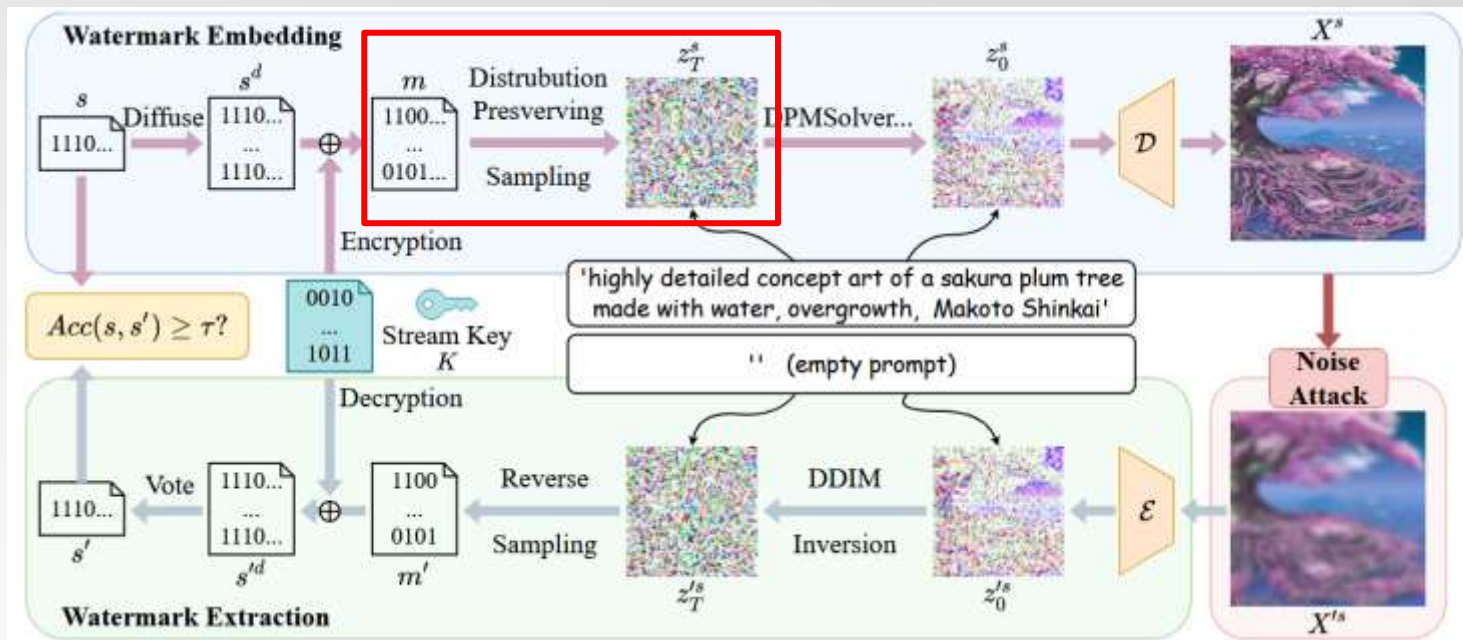 Watermark Embedding
s
1110...
Diffuse
s^d
1110...
...
1110...
⊕
m
1100...
...
0101...
Distrubution
Presverving
Sampling
z_T^s
DPMSolver...
z_0^s
𝒟
X^s
Encryption
'highly detailed concept art of a sakura plum tree
made with water, overgrowth, Makoto Shinkai'
Acc(s, s′) ≥ τ?
0010
...
1011
Stream Key
K
'' (empty prompt)
Noise
Attack
Decryption
1110...
s′
Vote
1110...
...
1110...
s′^d
⊕
1100
...
0101
m′
Reverse
Sampling
z′_T^s
DDIM
Inversion
z′_0^s
ℰ
X′^s
Watermark Extraction